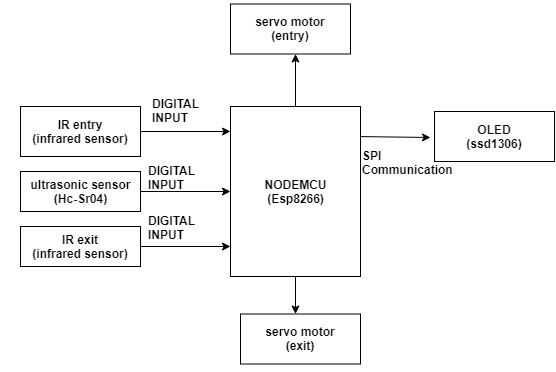 servo motor
(entry)
DIGITAL
INPUT
IR entry
(infrared sensor)
DIGITAL
INPUT
ultrasonic sensor
(Hc-Sr04)
DIGITAL
INPUT
IR exit
(infrared sensor)
NODEMCU
(Esp8266)
SPI
Communication
OLED
(ssd1306)
servo motor
(exit)